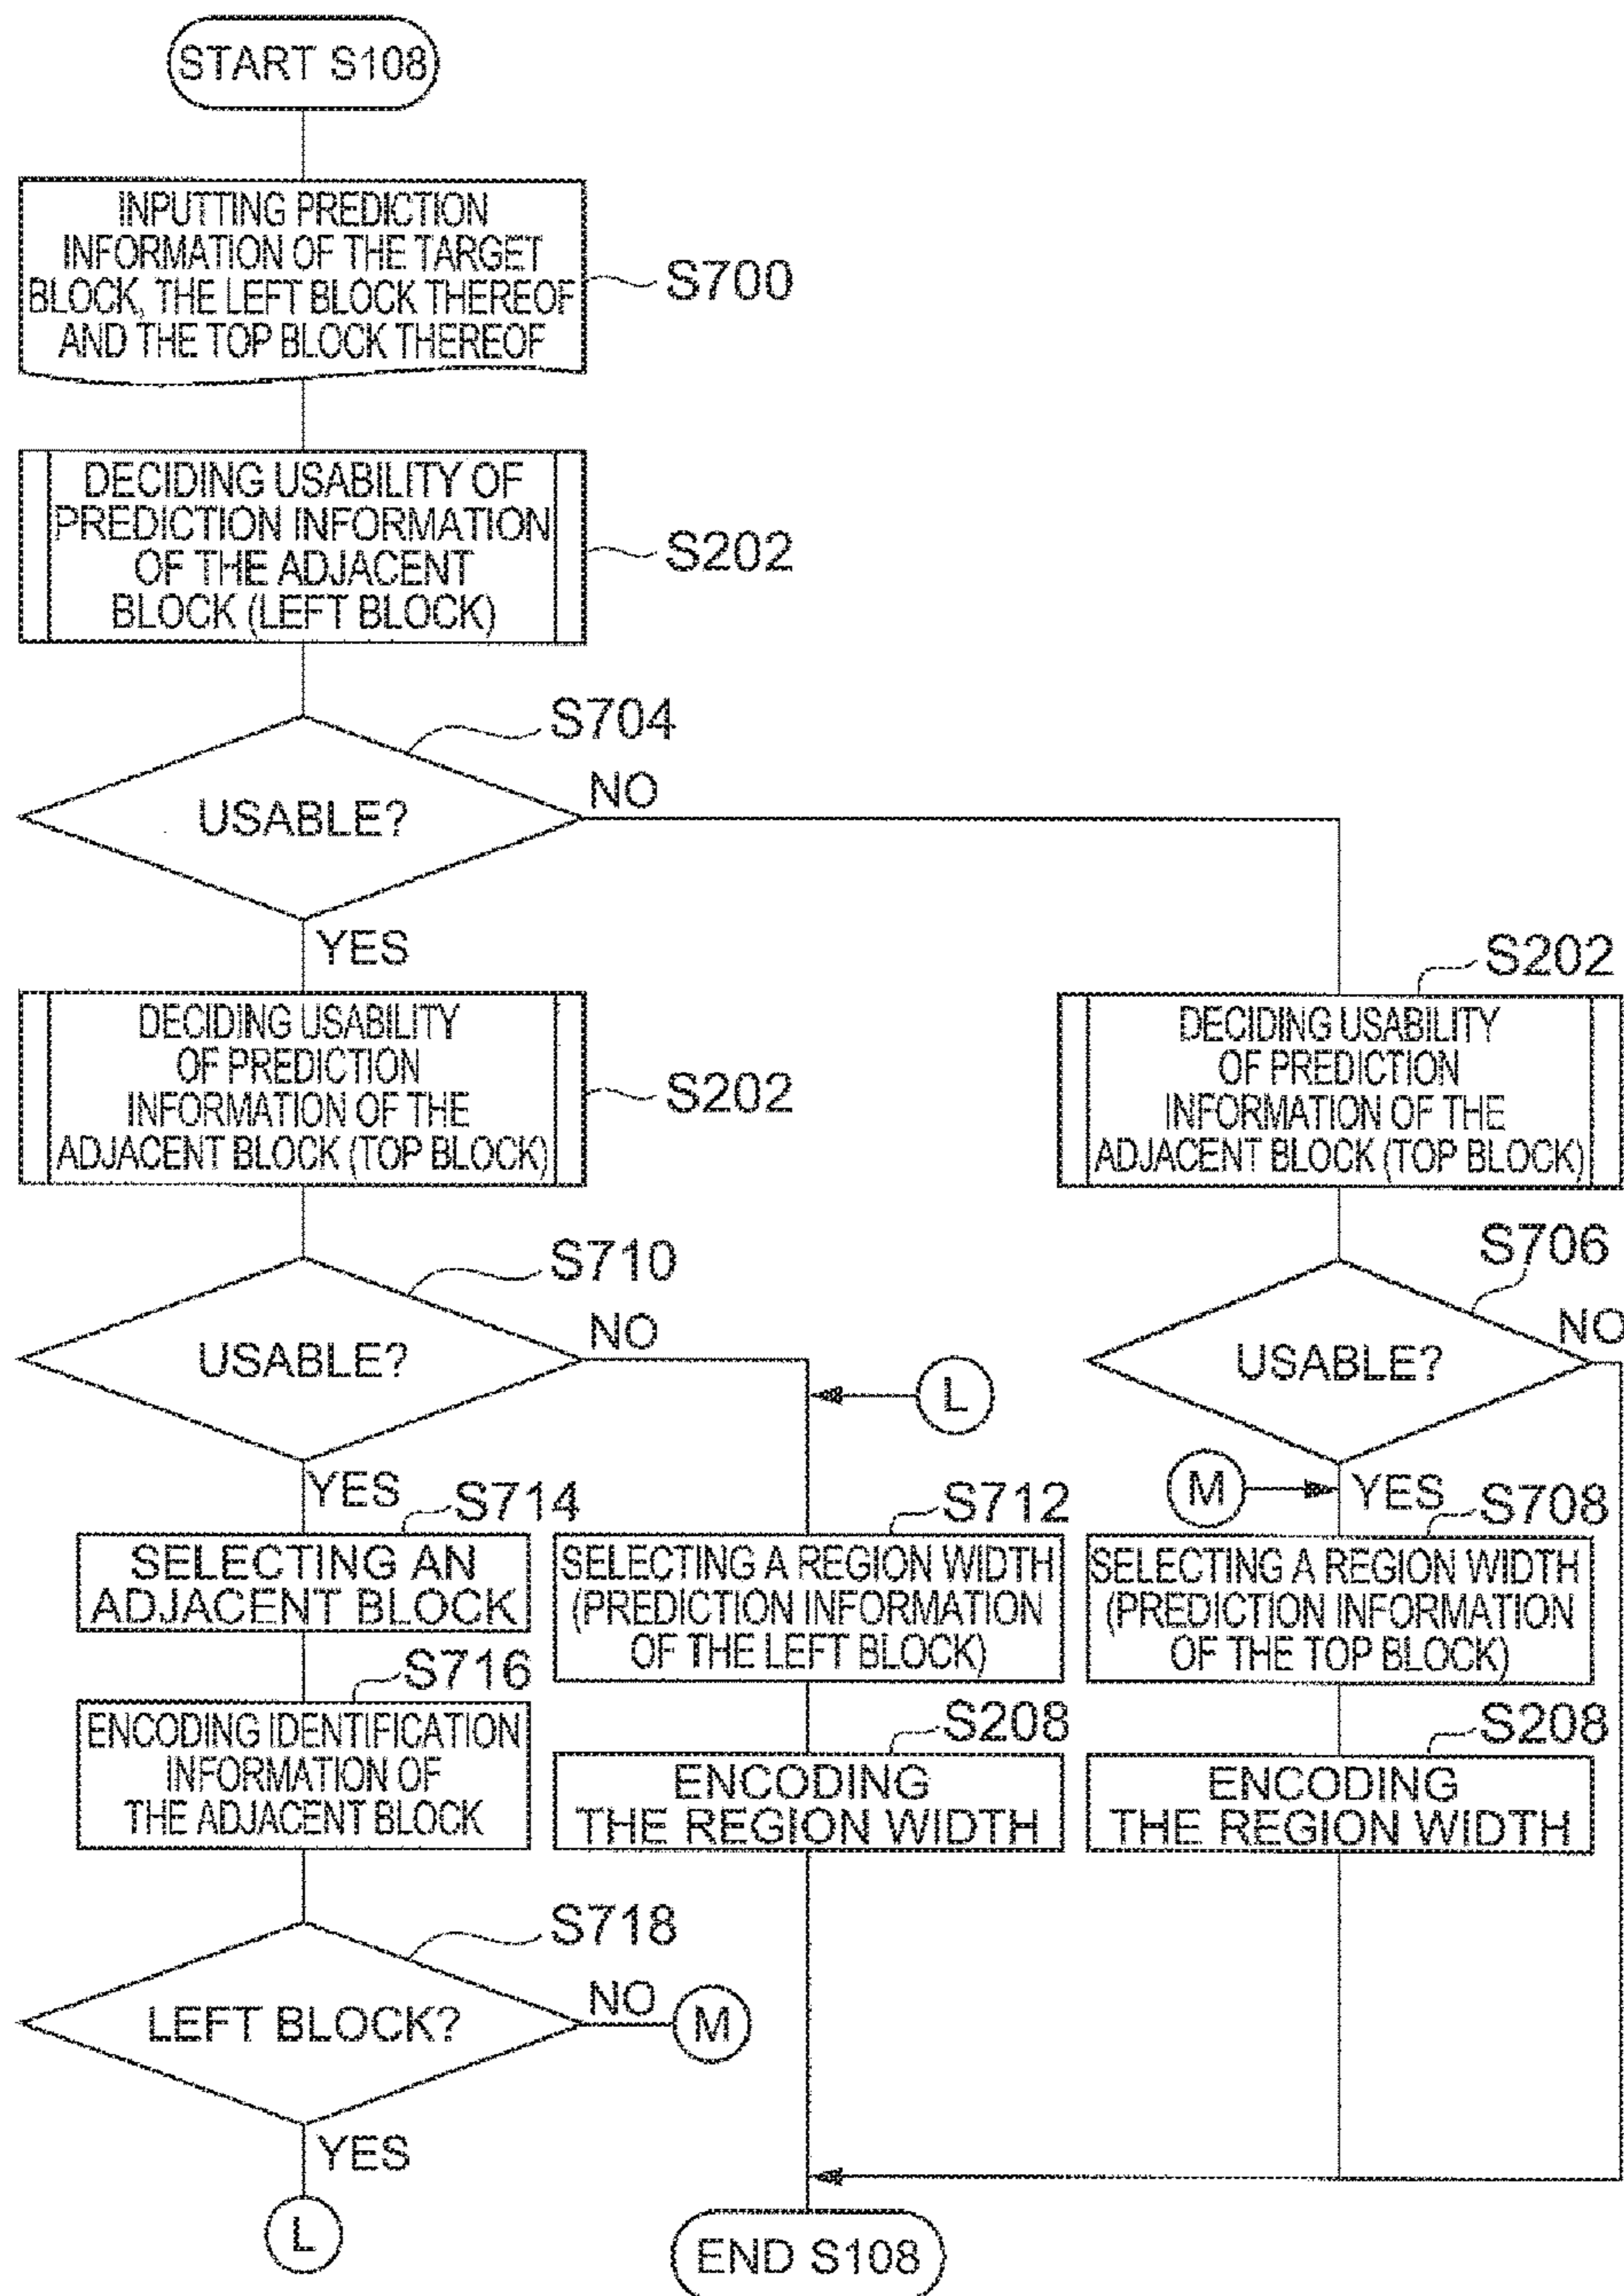 START S108
INPUTTING PREDICTION
INFORMATION OF THE TARGET
BLOCK, THE LEFT BLOCK THEREOF
AND THE TOP BLOCK THEREOF
S700
DECIDING USABILITY OF
PREDICTION INFORMATION
OF THE ADJACENT
BLOCK (LEFT BLOCK)
S202
S704
USABLE?
NO
YES
DECIDING USABILITY
OF PREDICTION
INFORMATION OF THE
ADJACENT BLOCK (TOP BLOCK)
S202
S202
DECIDING USABILITY
OF PREDICTION
INFORMATION OF THE
ADJACENT BLOCK (TOP BLOCK)
S710
USABLE?
NO
L
S706
USABLE?
NO
YES
S714
SELECTING AN
ADJACENT BLOCK
S712
SELECTING A REGION WIDTH
(PREDICTION INFORMATION
OF THE LEFT BLOCK)
M
YES
S708
SELECTING A REGION WIDTH
(PREDICTION INFORMATION
OF THE TOP BLOCK)
S716
ENCODING IDENTIFICATION
INFORMATION OF
THE ADJACENT BLOCK
S208
ENCODING
THE REGION WIDTH
S208
ENCODING
THE REGION WIDTH
S718
LEFT BLOCK?
NO
M
YES
L
END S108